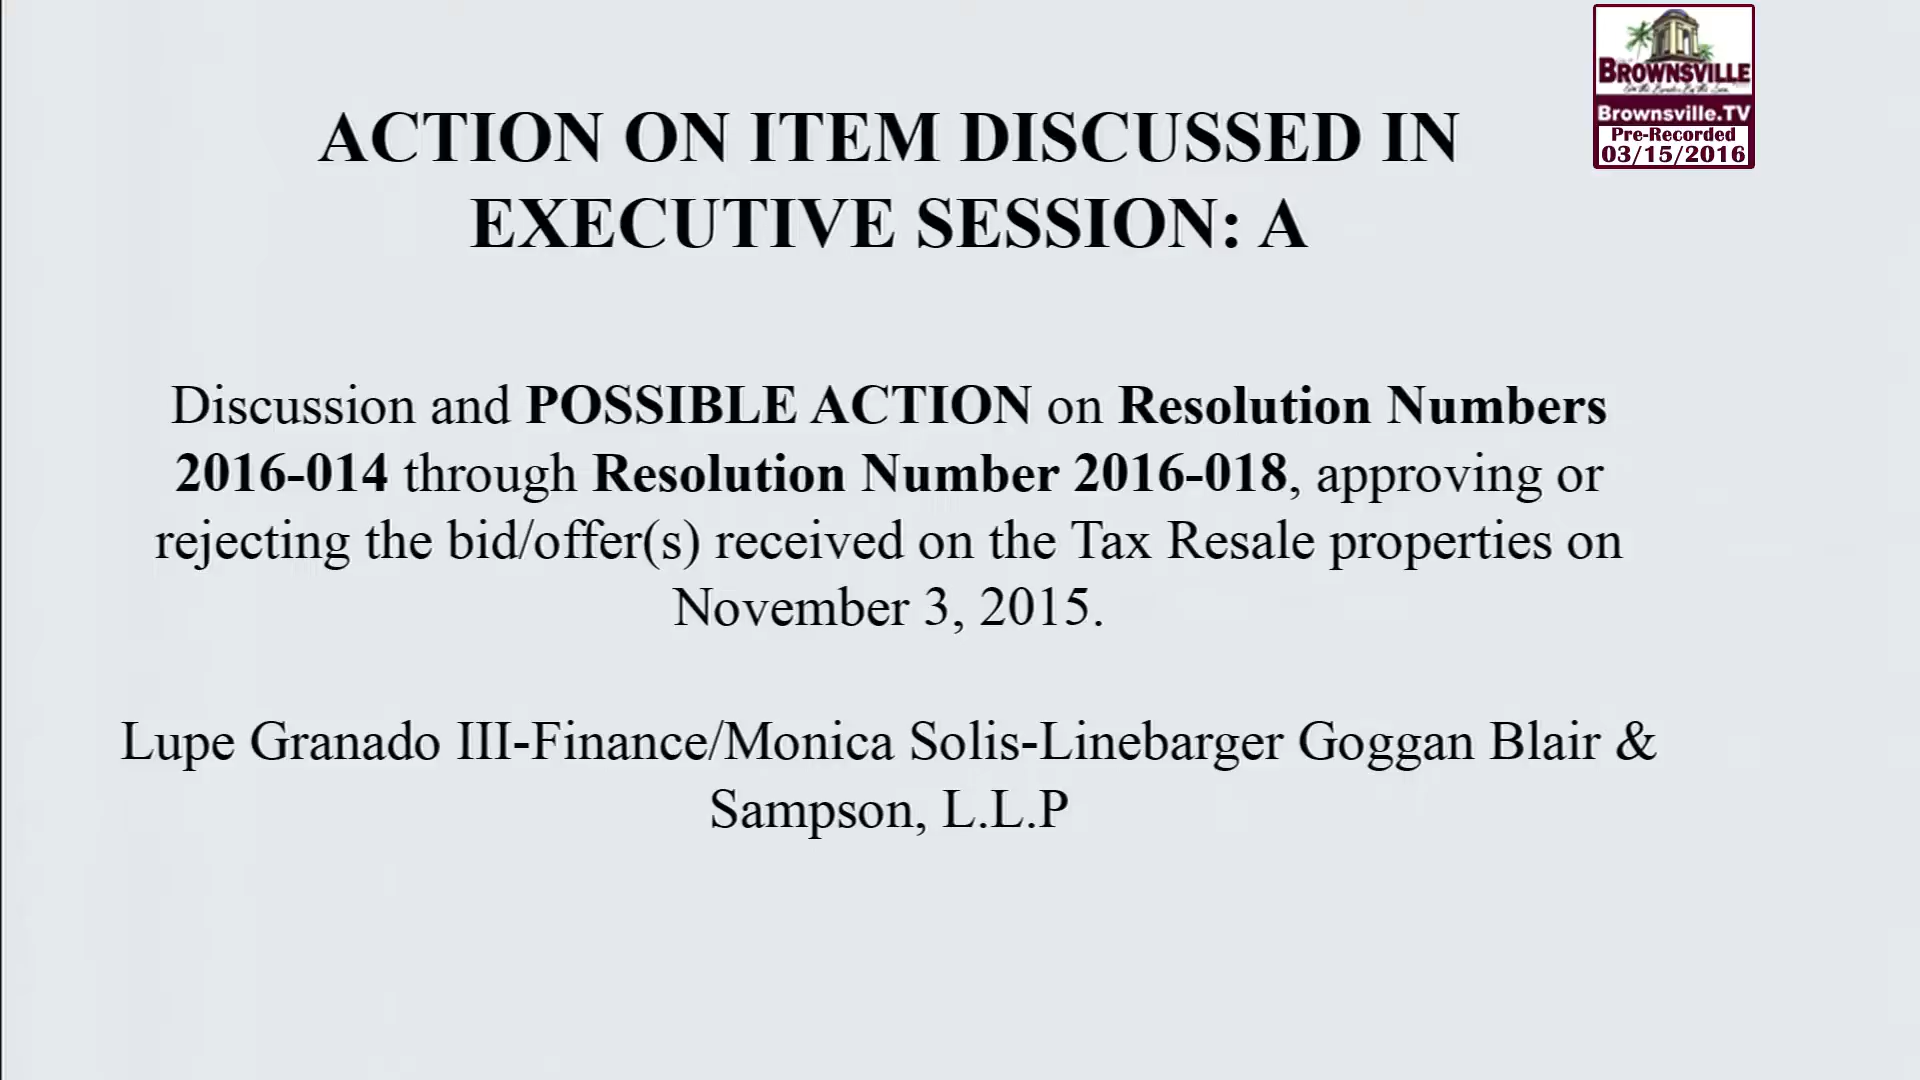 ACTION ON ITEM DISCUSSED IN
EXECUTIVE SESSION: A
Discussion and POSSIBLE ACTION on Resolution Numbers
2016-014 through Resolution Number 2016-018, approving or
rejecting the bid/offer(s) received on the Tax Resale properties on
November 3, 2015.
Lupe Granado III-Finance/Monica Solis-Linebarger Goggan Blair &
Sampson, L.L.P
BROWNSVILLE
Brownsville.TV
Pre-Recorded
03/15/2016